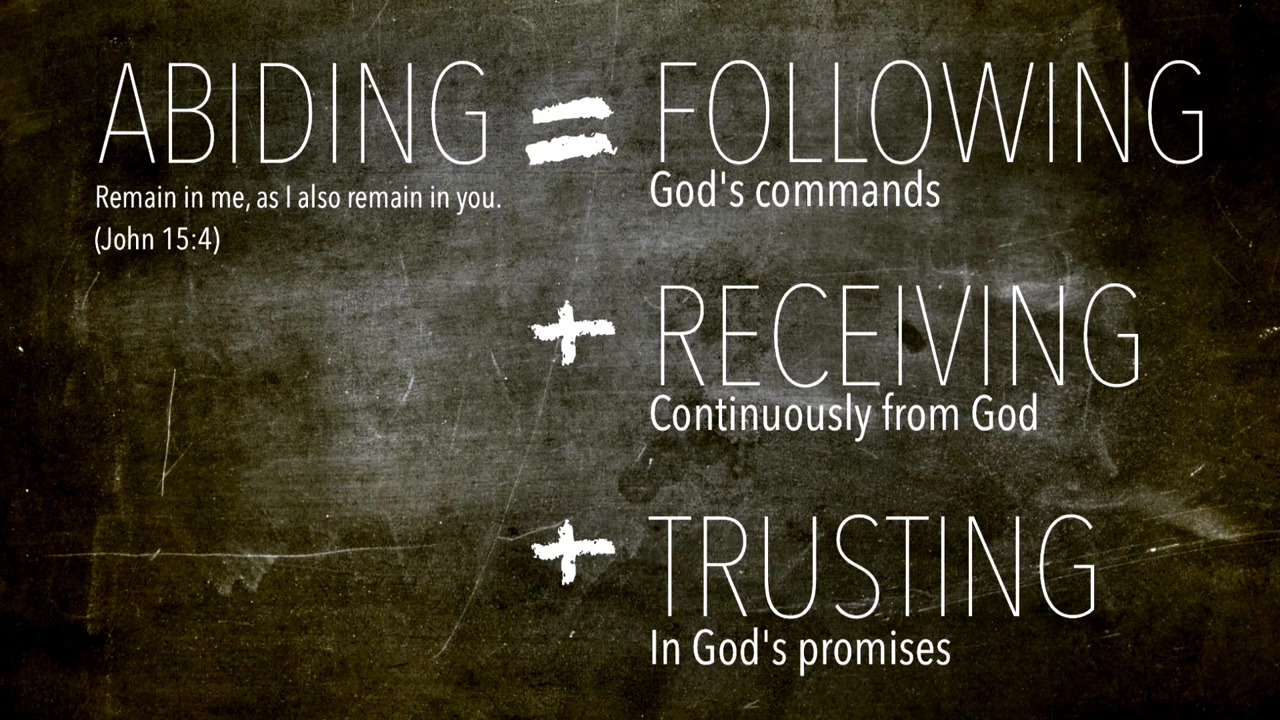 ABIDING = FOLLOWING
Remain in me, as I also remain in you.
(John 15:4)
God's commands
+ RECEIVING
Continuously from God
+ TRUSTING
In God's promises